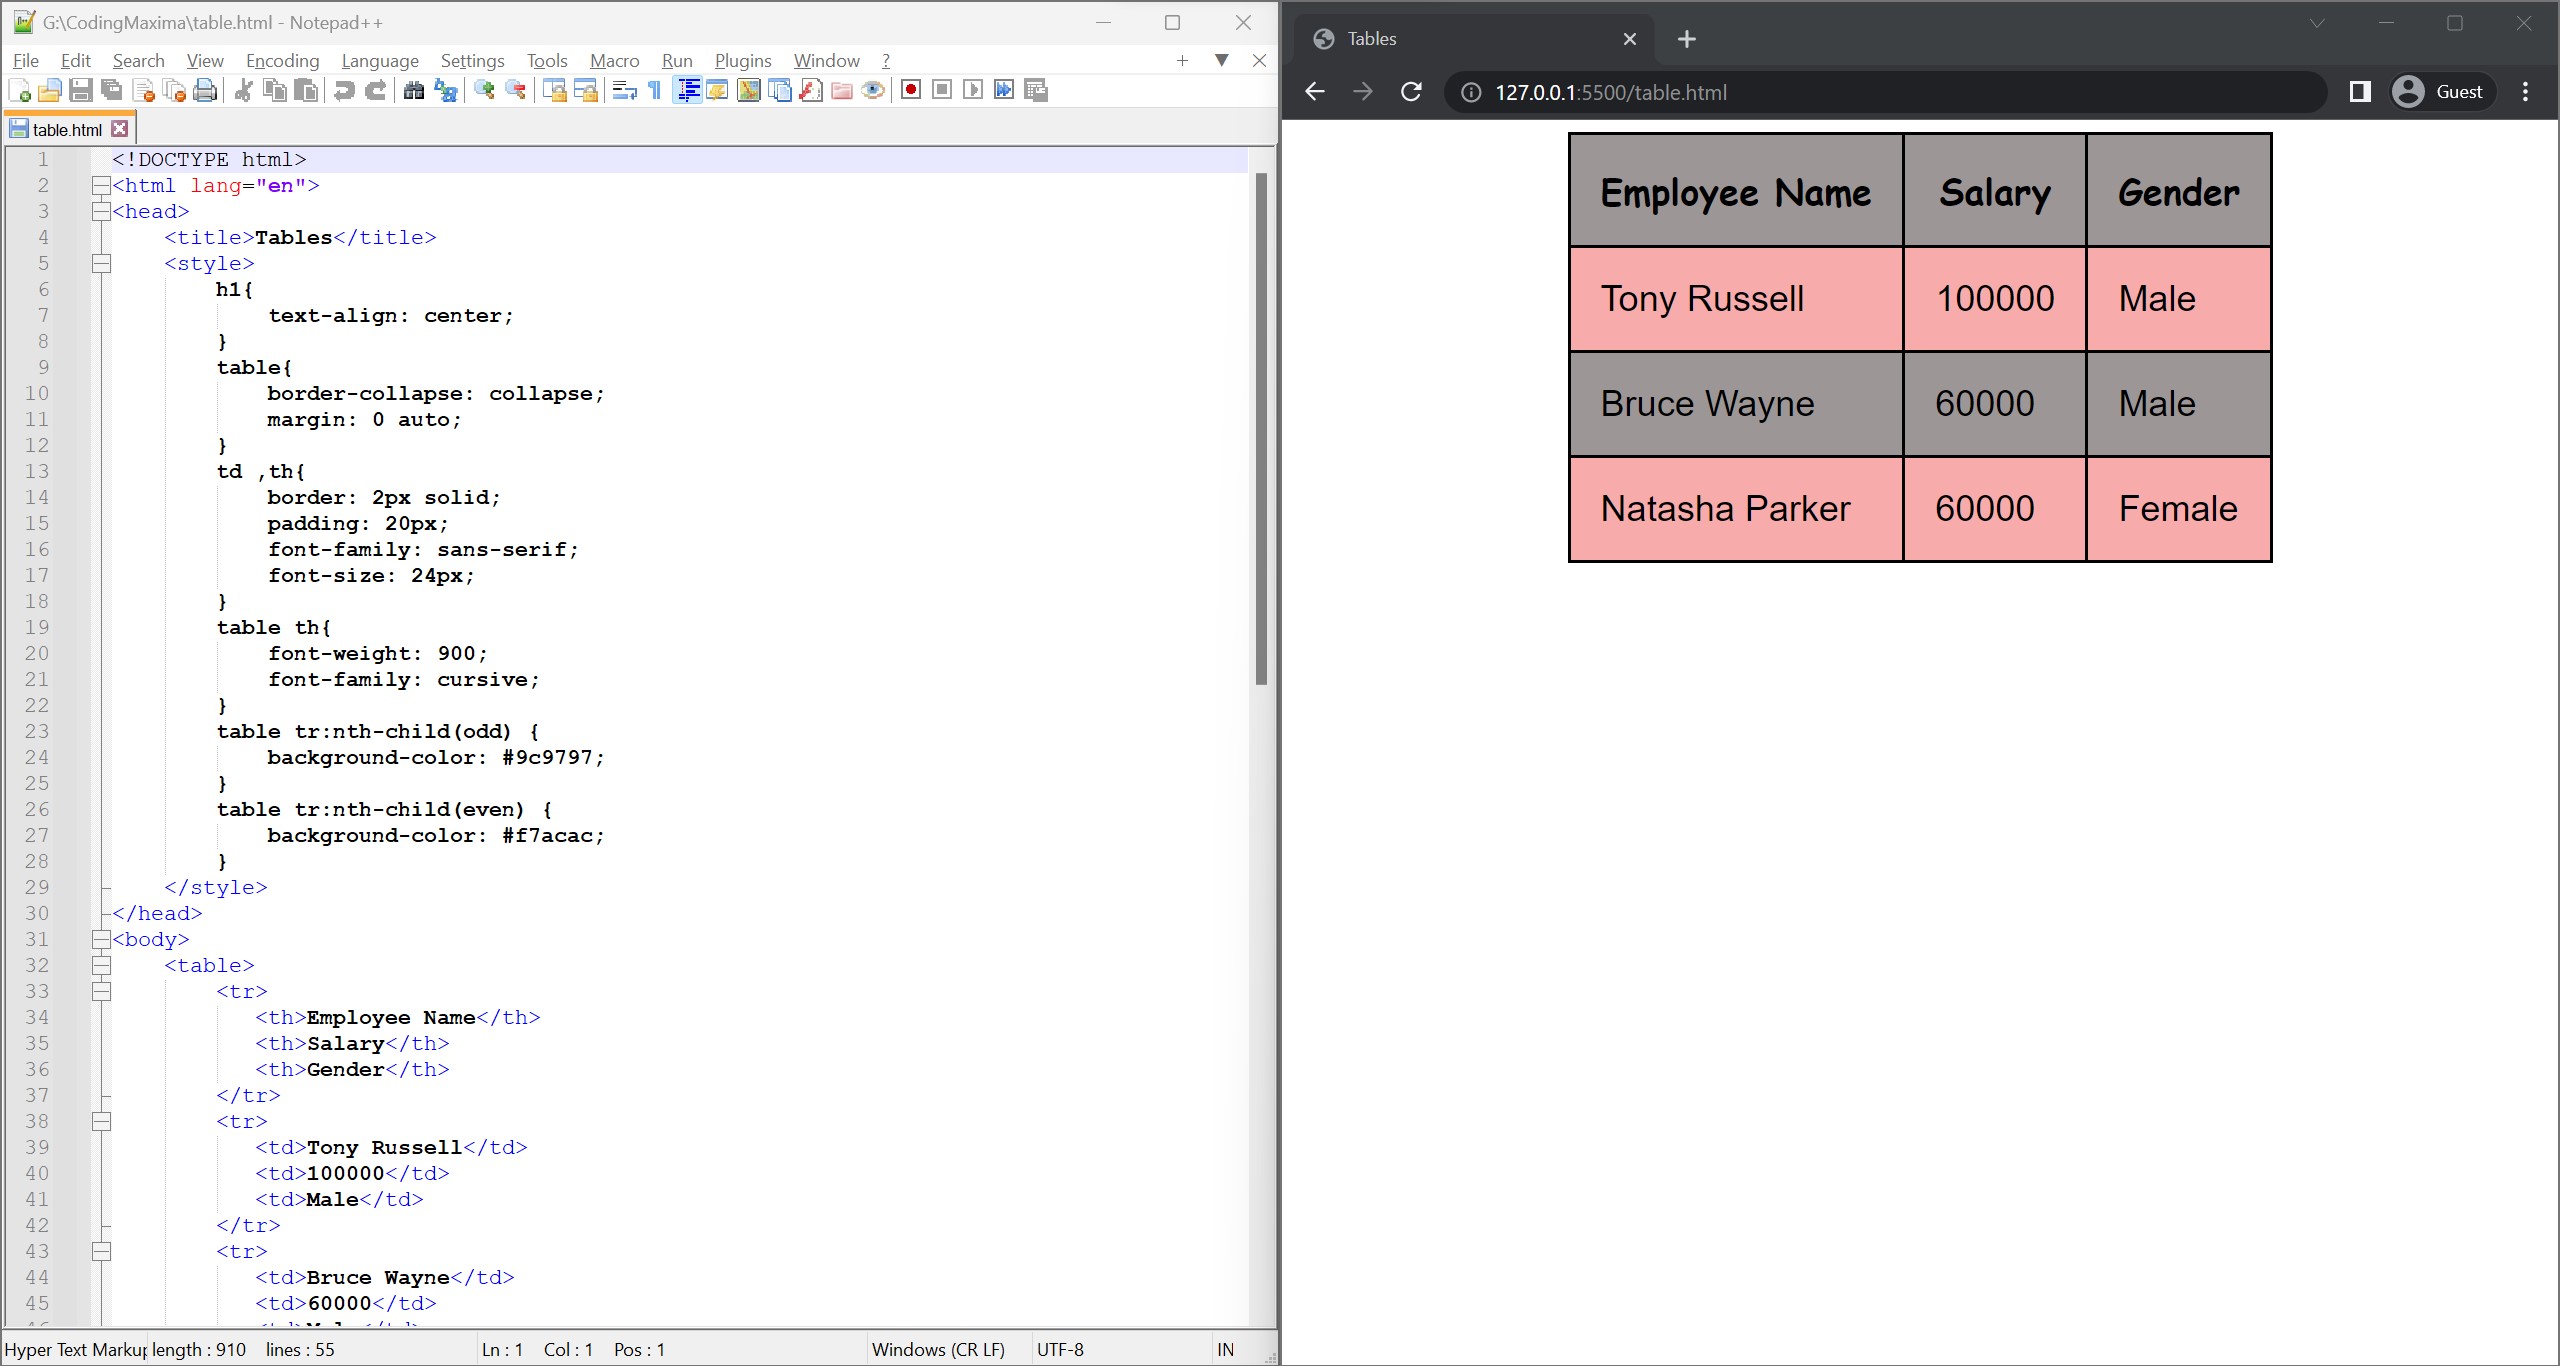 G:\CodingMaxima\table.html - Notepad++
File Edit Search View Encoding Language Settings Tools Macro Run Plugins Window ?
table.html
1 <!DOCTYPE html>
2 <html lang="en">
3 <head>
4 <title>Tables</title>
5 <style>
6 h1{
7 text-align: center;
8 }
9 table{
10 border-collapse: collapse;
11 margin: 0 auto;
12 }
13 td ,th{
14 border: 2px solid;
15 padding: 20px;
16 font-family: sans-serif;
17 font-size: 24px;
18 }
19 table th{
20 font-weight: 900;
21 font-family: cursive;
22 }
23 table tr:nth-child(odd) {
24 background-color: #9c9797;
25 }
26 table tr:nth-child(even) {
27 background-color: #f7acac;
28 }
29 </style>
30 </head>
31 <body>
32 <table>
33 <tr>
34 <th>Employee Name</th>
35 <th>Salary</th>
36 <th>Gender</th>
37 </tr>
38 <tr>
39 <td>Tony Russell</td>
40 <td>100000</td>
41 <td>Male</td>
42 </tr>
43 <tr>
44 <td>Bruce Wayne</td>
45 <td>60000</td>
Hyper Text Markup length : 910 lines : 55 Ln : 1 Col : 1 Pos : 1 Windows (CR LF) UTF-8 IN
Tables
127.0.0.1:5500/table.html Guest
Employee Name Salary Gender
Tony Russell 100000 Male
Bruce Wayne 60000 Male
Natasha Parker 60000 Female